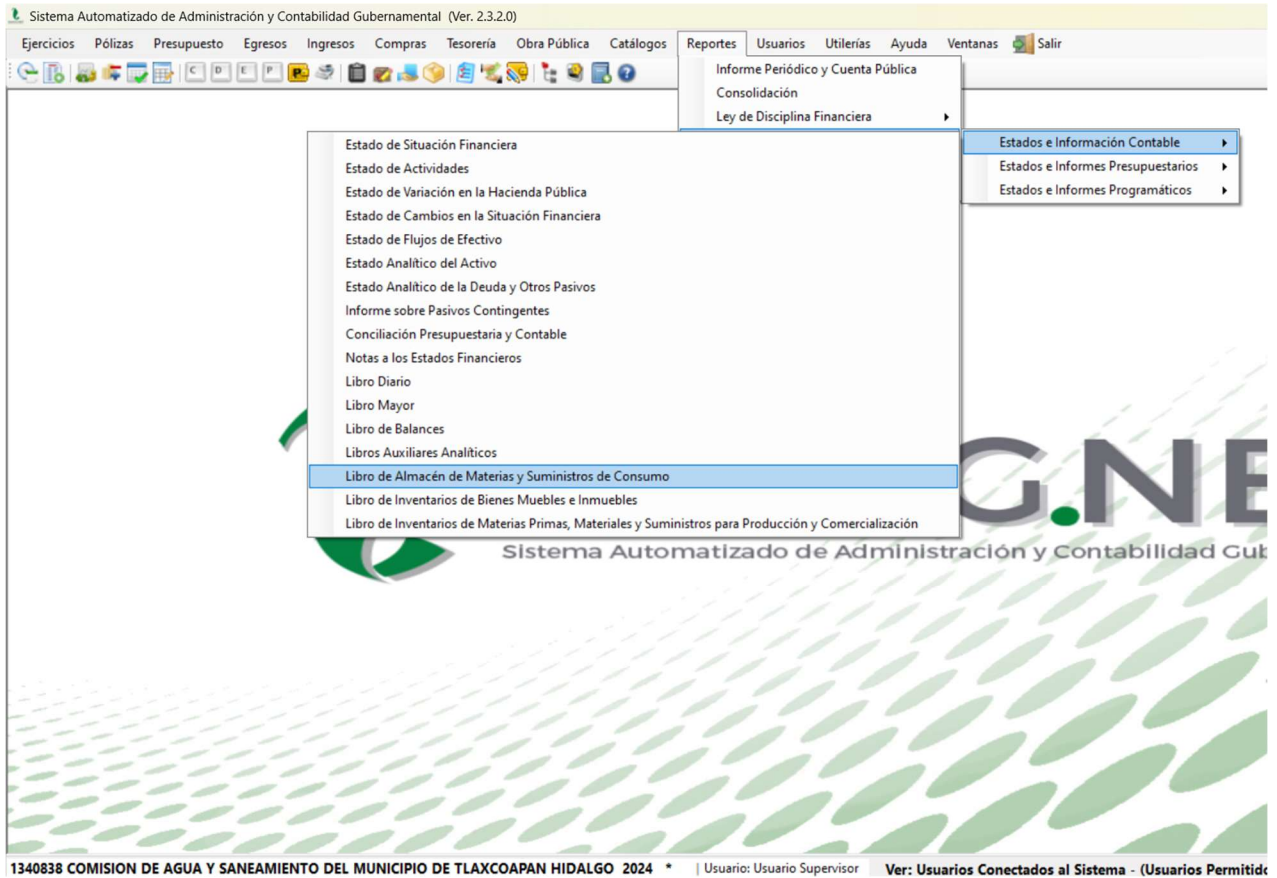 Sistema Automatizado de Administración y Contabilidad Gubernamental (Ver. 2.3.2.0)
Ejercicios Pólizas Presupuesto Egresos Ingresos Compras Tesorería Obra Pública Catálogos Reportes Usuarios Utilerías Ayuda Ventanas Salir
C D E P P
Informe Periódico y Cuenta Pública
Consolidación
Ley de Disciplina Financiera
Estados e Información Contable
Estados e Informes Presupuestarios
Estados e Informes Programáticos
Estado de Situación Financiera
Estado de Actividades
Estado de Variación en la Hacienda Pública
Estado de Cambios en la Situación Financiera
Estado de Flujos de Efectivo
Estado Analítico del Activo
Estado Analítico de la Deuda y Otros Pasivos
Informe sobre Pasivos Contingentes
Conciliación Presupuestaria y Contable
Notas a los Estados Financieros
Libro Diario
Libro Mayor
Libro de Balances
Libros Auxiliares Analíticos
Libro de Almacén de Materias y Suministros de Consumo
Libro de Inventarios de Bienes Muebles e Inmuebles
Libro de Inventarios de Materias Primas, Materiales y Suministros para Producción y Comercialización
G.NE
Sistema Automatizado de Administración y Contabilidad Gub
1340838 COMISION DE AGUA Y SANEAMIENTO DEL MUNICIPIO DE TLAXCOAPAN HIDALGO 2024 * | Usuario: Usuario Supervisor Ver: Usuarios Conectados al Sistema - (Usuarios Permitido